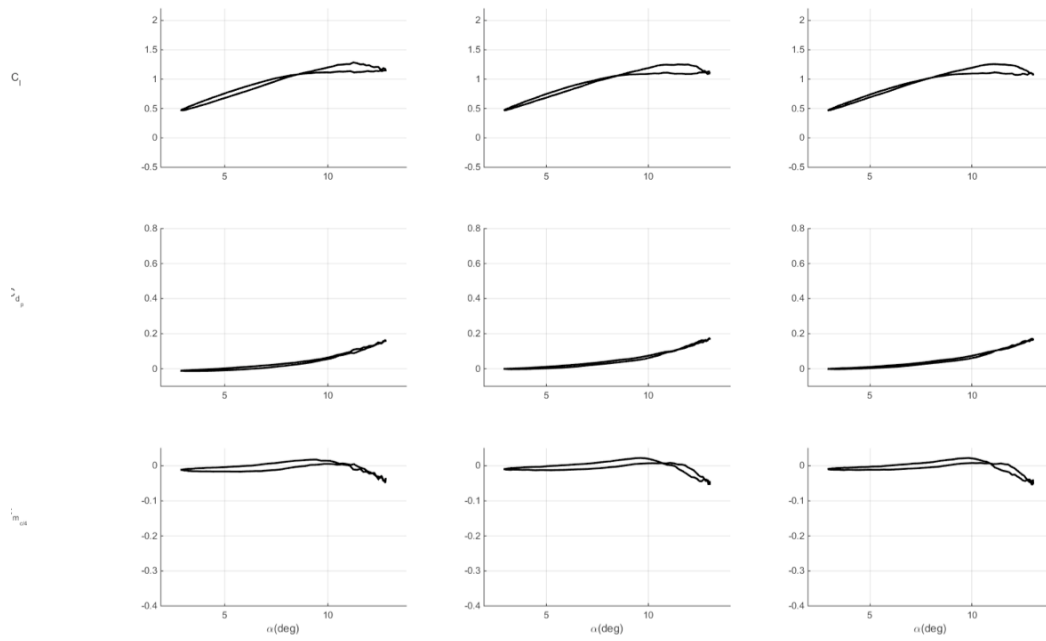 2 2 2
1.5 1.5 1.5
C_l 1 1 1
0.5 0.5 0.5
0 0 0
-0.5 -0.5 -0.5
5 10 5 10 5 10
0.8 0.8 0.8
0.6 0.6 0.6
0.4 0.4 0.4
d_p
0.2 0.2 0.2
0 0 0
5 10 5 10 5 10
0 0 0
-0.1 -0.1 -0.1
m_c/4
-0.2 -0.2 -0.2
-0.3 -0.3 -0.3
-0.4 -0.4 -0.4
5 10 5 10 5 10
α(deg) α(deg) α(deg)